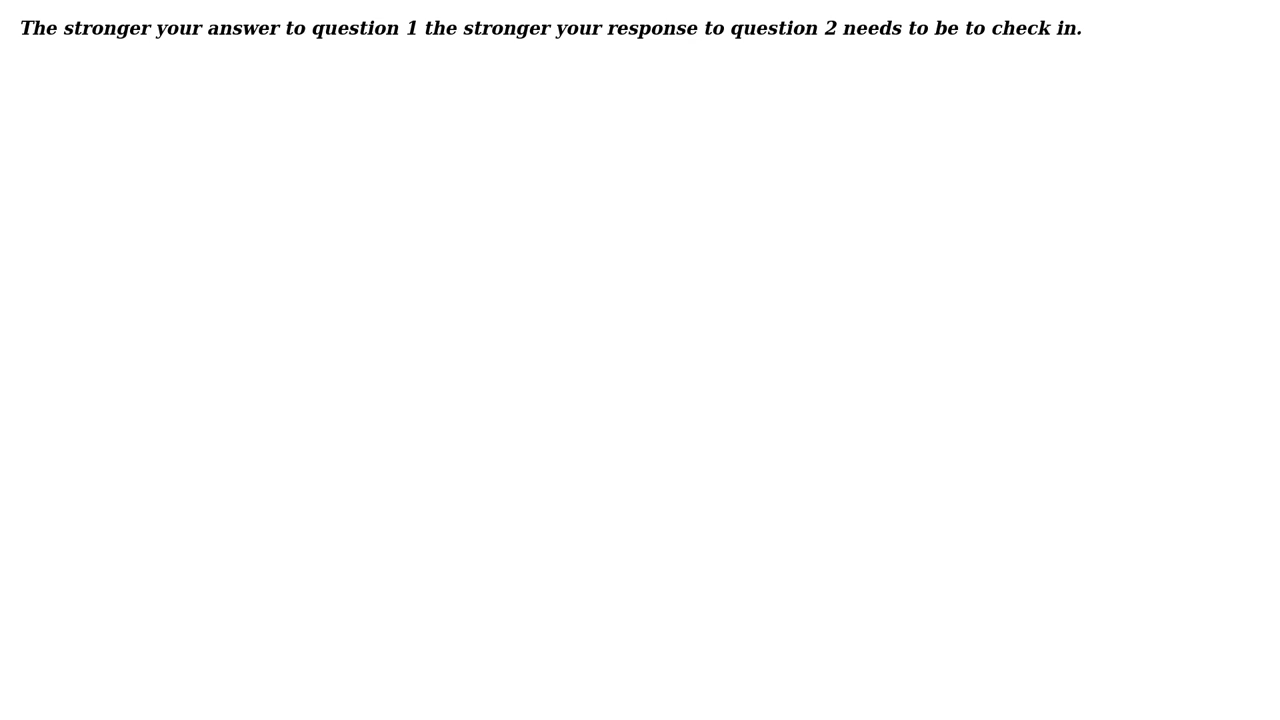 The stronger your answer to question 1 the stronger your response to question 2 needs to be to check in.